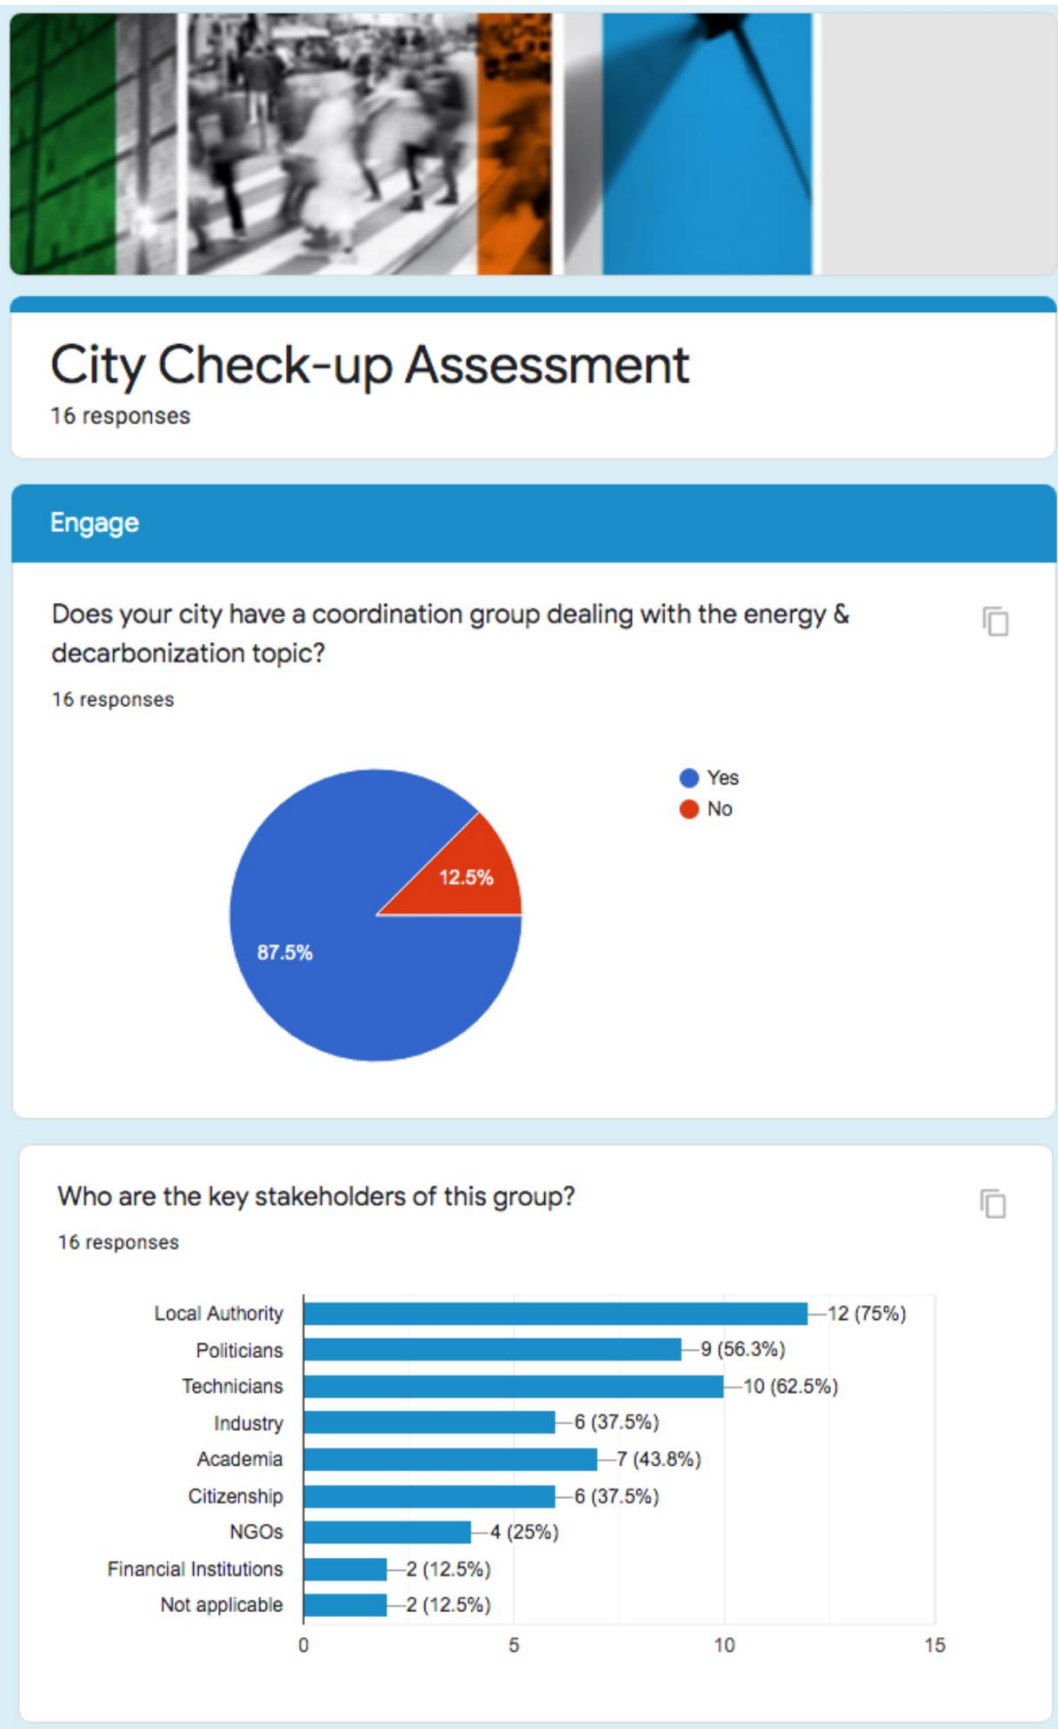 City Check-up Assessment
16 responses
Engage
Does your city have a coordination group dealing with the energy &
decarbonization topic?
16 responses
Yes
No
12.5%
87.5%
Who are the key stakeholders of this group?
16 responses
Local Authority 12 (75%)
Politicians 9 (56.3%)
Technicians 10 (62.5%)
Industry 6 (37.5%)
Academia 7 (43.8%)
Citizenship 6 (37.5%)
NGOs 4 (25%)
Financial Institutions 2 (12.5%)
Not applicable 2 (12.5%)
0 5 10 15